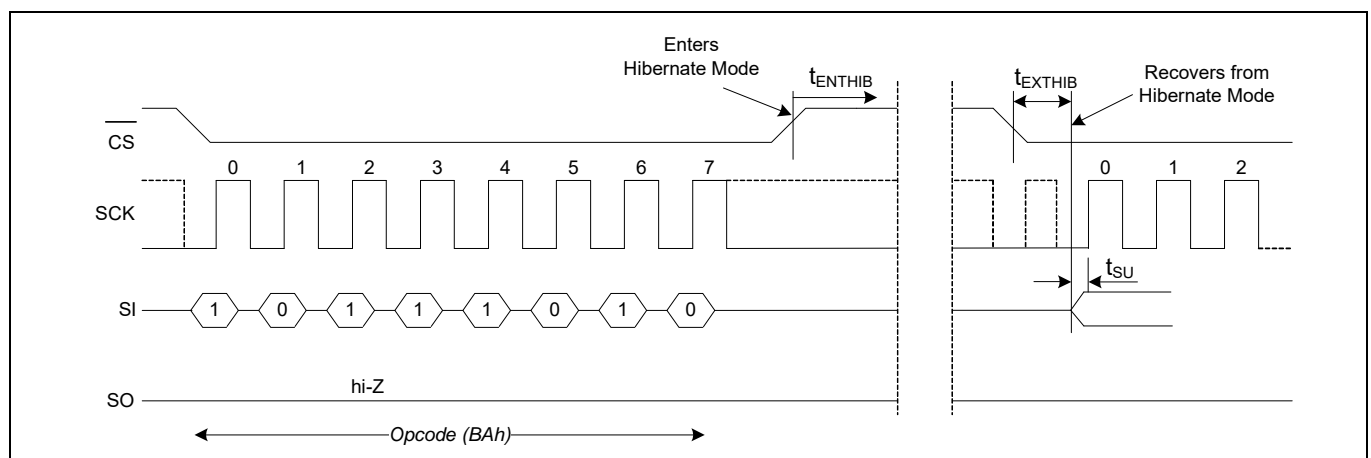 Enters
Hibernate Mode
tENTHIB
tEXTHIB
Recovers from
Hibernate Mode
CS
0 1 2 3 4 5 6 7 0 1 2
SCK
tSU
SI 1 0 1 1 1 0 1 0
hi-Z
SO
Opcode (BAh)